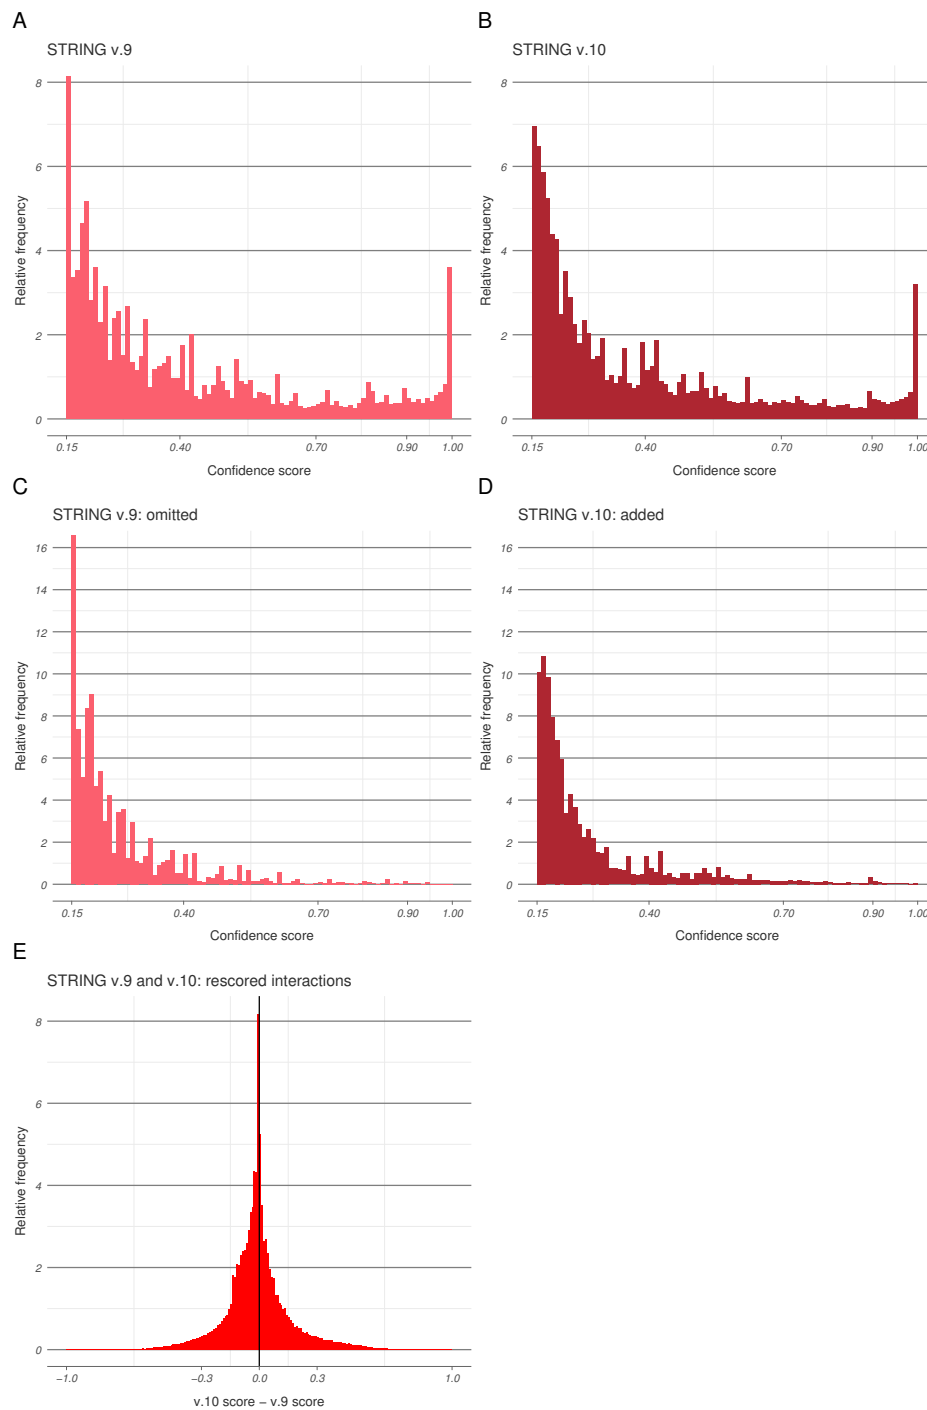 A
STRING v.9
Relative frequency
8
6
4
2
0
0.15 0.40 0.70 0.90 1.00
Confidence score
B
STRING v.10
Relative frequency
8
6
4
2
0
0.15 0.40 0.70 0.90 1.00
Confidence score
C
STRING v.9: omitted
Relative frequency
16
14
12
10
8
6
4
2
0
0.15 0.40 0.70 0.90 1.00
Confidence score
D
STRING v.10: added
Relative frequency
16
14
12
10
8
6
4
2
0
0.15 0.40 0.70 0.90 1.00
Confidence score
E
STRING v.9 and v.10: rescored interactions
Relative frequency
8
6
4
2
0
−1.0 −0.3 0.0 0.3 1.0
v.10 score − v.9 score